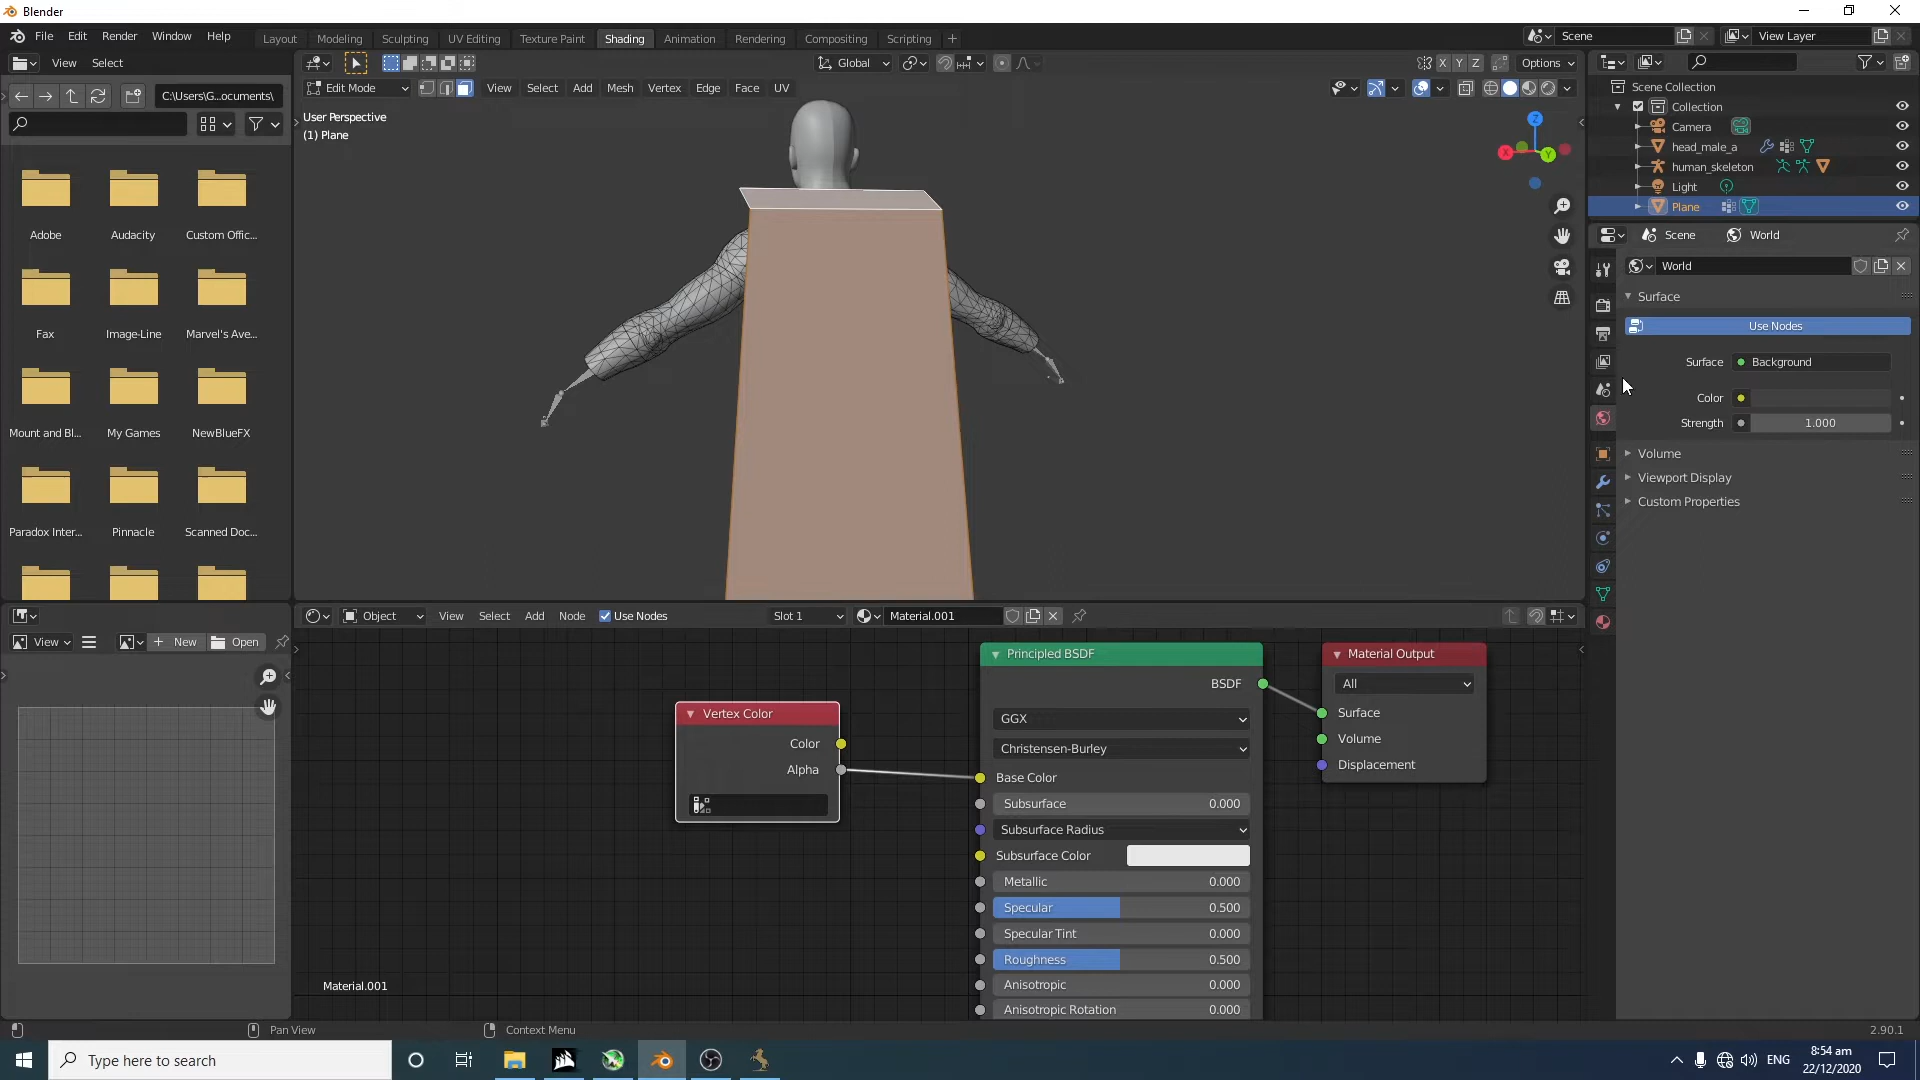 Blender
File Edit Render Window Help
Layout Modeling Sculpting UV Editing Texture Paint Shading Animation Rendering Compositing Scripting
Scene
View Layer
View Select
Global
X Y Z Options
C:\Users\G...ocuments\
Edit Mode
View Select Add Mesh Vertex Edge Face UV
User Perspective
(1) Plane
Z
X
Y
Adobe
Audacity
Custom Offic...
Fax
Image-Line
Marvel's Ave...
Mount and Bl...
My Games
NewBlueFX
Paradox Inter...
Pinnacle
Scanned Doc...
Scene Collection
Collection
Camera
head_male_a
human_skeleton
Light
Plane
Scene World
World
Surface
Use Nodes
Surface Background
Color
Strength 1.000
Volume
Viewport Display
Custom Properties
View New Open
Object View Select Add Node Use Nodes Slot 1 Material.001
Vertex Color
Color
Alpha
Principled BSDF
BSDF
GGX
Christensen-Burley
Base Color
Subsurface 0.000
Subsurface Radius
Subsurface Color
Metallic 0.000
Specular 0.500
Specular Tint 0.000
Roughness 0.500
Anisotropic 0.000
Anisotropic Rotation 0.000
Material Output
All
Surface
Volume
Displacement
Material.001
Pan View
Context Menu
2.90.1
Type here to search
ENG
8:54 am
22/12/2020